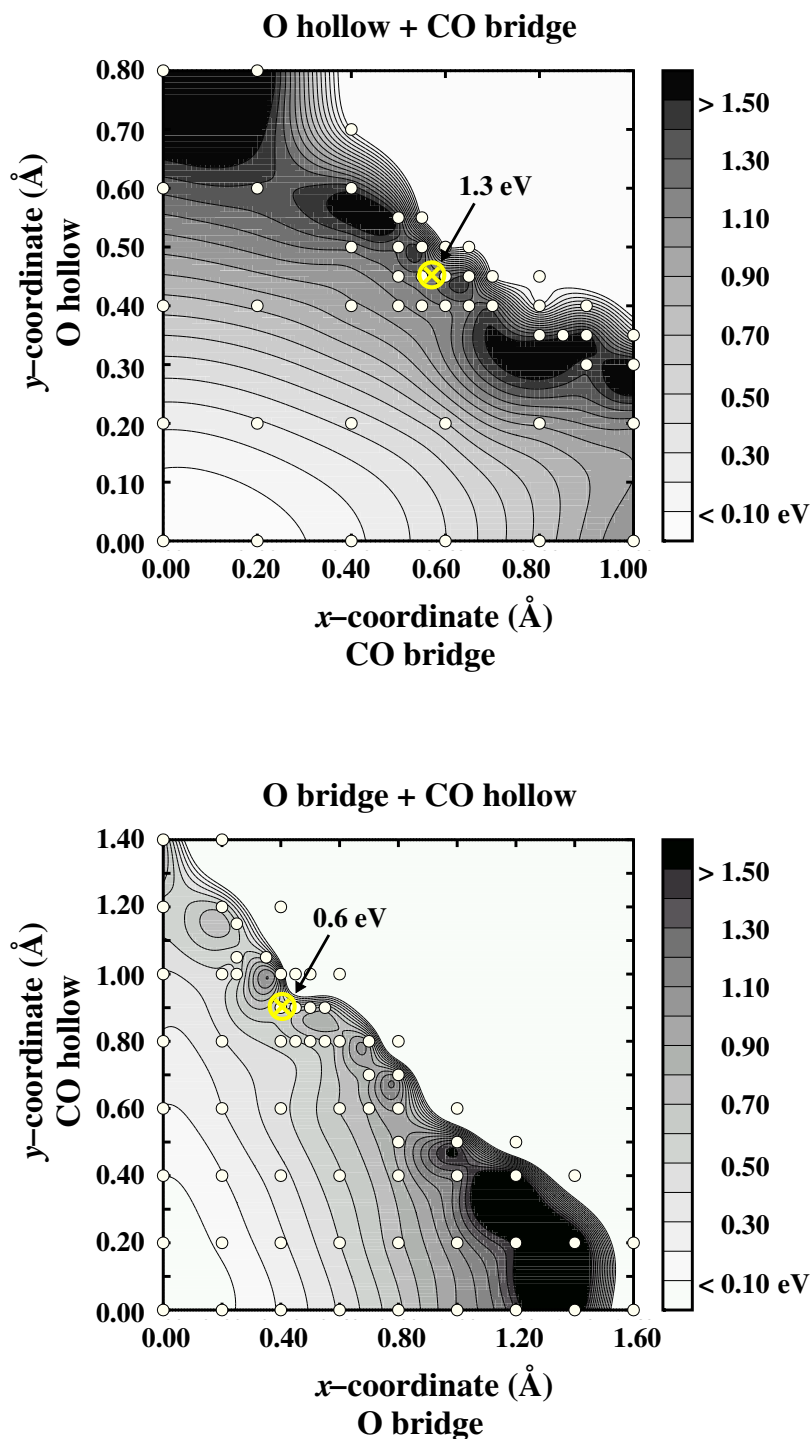 O hollow + CO bridge
0.80
0.70
0.60
0.50
0.40
0.30
0.20
0.10
0.00
y–coordinate (Å)
O hollow
1.3 eV
0.00 0.20 0.40 0.60 0.80 1.00
x–coordinate (Å)
CO bridge
> 1.50
1.30
1.10
0.90
0.70
0.50
0.30
< 0.10 eV
O bridge + CO hollow
1.40
1.20
1.00
0.80
0.60
0.40
0.20
0.00
y–coordinate (Å)
CO hollow
0.6 eV
0.00 0.40 0.80 1.20 1.60
x–coordinate (Å)
O bridge
> 1.50
1.30
1.10
0.90
0.70
0.50
0.30
< 0.10 eV